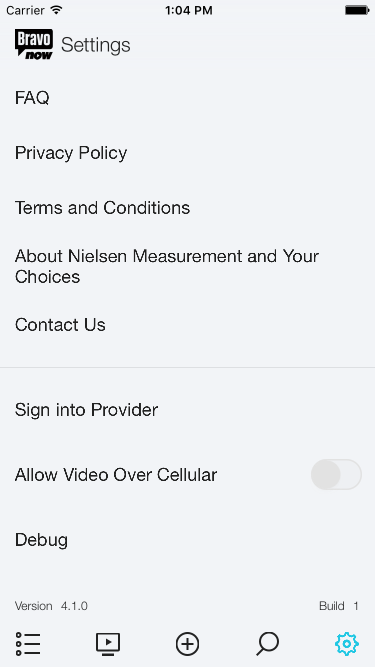 Carrier 1:04 PM
Bravo
now
Settings
FAQ
Privacy Policy
Terms and Conditions
About Nielsen Measurement and Your
Choices
Contact Us
Sign into Provider
Allow Video Over Cellular
Debug
Version 4.1.0 Build 1